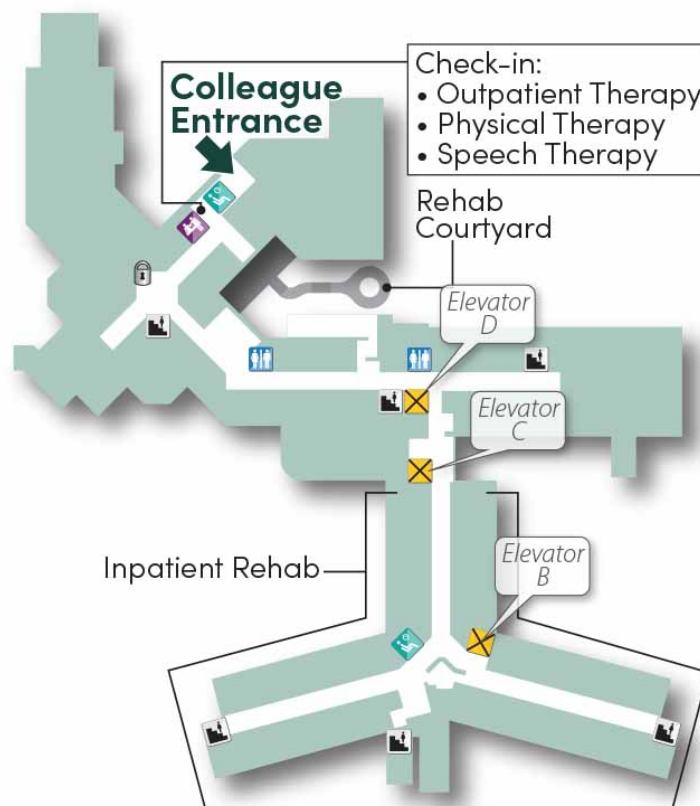 Colleague
Entrance
Check-in:
• Outpatient Therapy
• Physical Therapy
• Speech Therapy
Rehab
Courtyard
Elevator
D
Elevator
C
Inpatient Rehab
Elevator
B